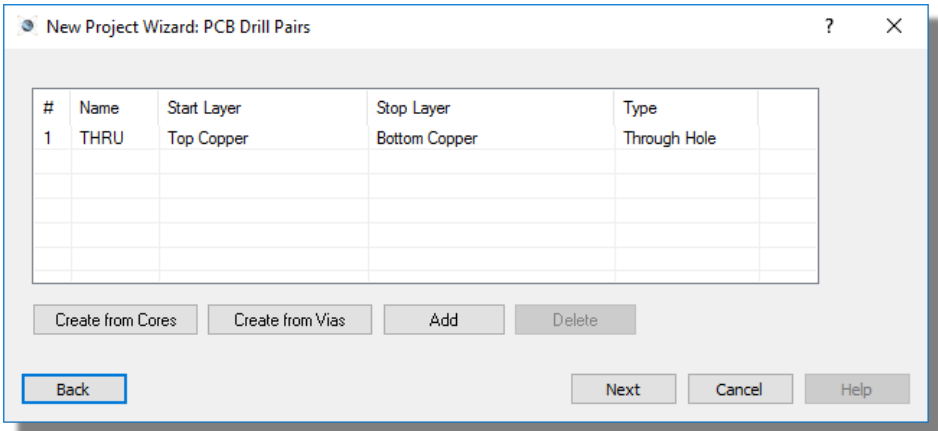 New Project Wizard: PCB Drill Pairs ? ×
# Name Start Layer Stop Layer Type
1 THRU Top Copper Bottom Copper Through Hole
Create from Cores Create from Vias Add Delete
Back Next Cancel Help